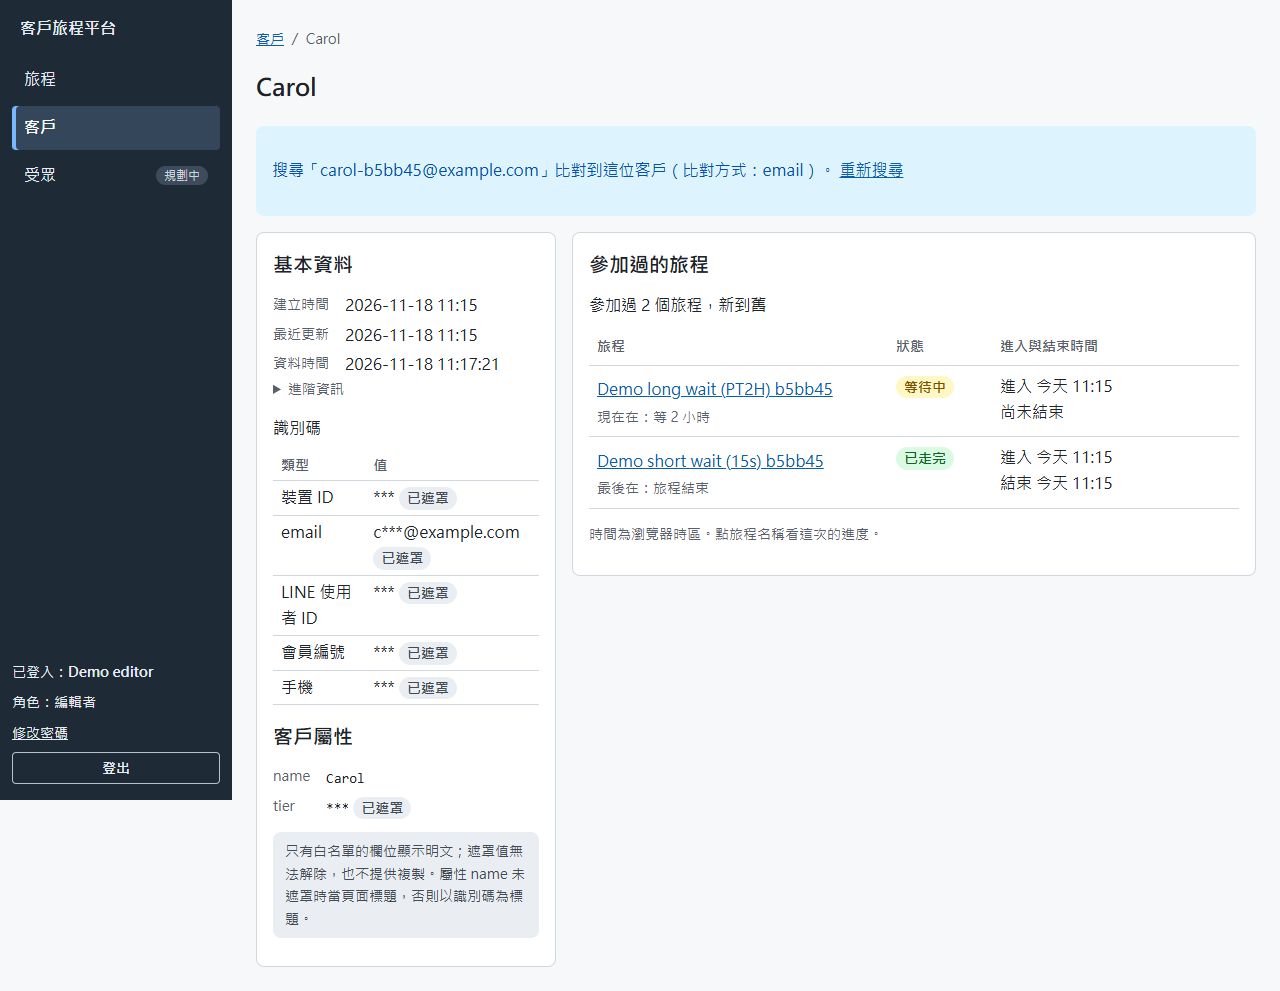 客戶旅程平台
旅程
客戶
受眾 規劃中
已登入：Demo editor
角色：編輯者
修改密碼
登出
客戶 / Carol
Carol
搜尋「carol-b5bb45@example.com」比對到這位客戶（比對方式：email）。 重新搜尋
基本資料
建立時間 2026-11-18 11:15
最近更新 2026-11-18 11:15
資料時間 2026-11-18 11:17:21
▶ 進階資訊
識別碼
類型 值
裝置 ID *** 已遮罩
email c***@example.com
已遮罩
LINE 使用 *** 已遮罩
者 ID
會員編號 *** 已遮罩
手機 *** 已遮罩
客戶屬性
name Carol
tier *** 已遮罩
只有白名單的欄位顯示明文；遮罩值無
法解除，也不提供複製。屬性 name 未
遮罩時當頁面標題，否則以識別碼為標
題。
參加過的旅程
參加過 2 個旅程，新到舊
旅程 狀態 進入與結束時間
Demo long wait (PT2H) b5bb45 等待中 進入 今天 11:15
現在在：等 2 小時 尚未結束
Demo short wait (15s) b5bb45 已走完 進入 今天 11:15
最後在：旅程結束 結束 今天 11:15
時間為瀏覽器時區。點旅程名稱看這次的進度。